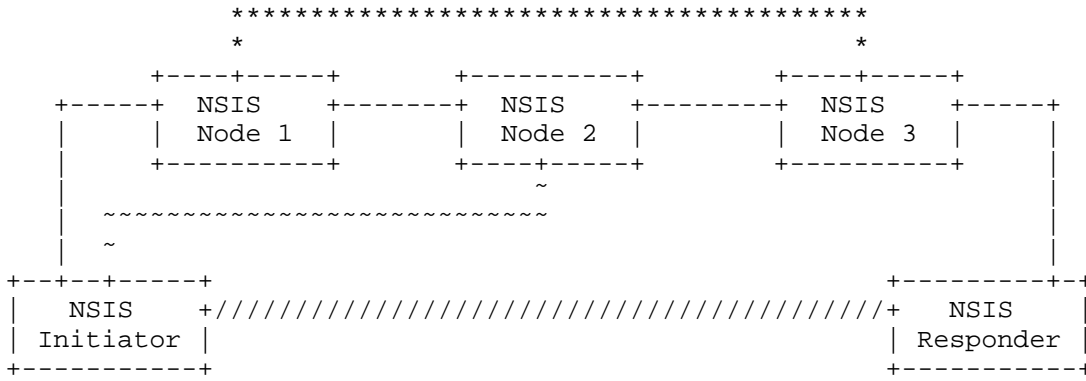 ****************************************
*                                      *
+----+-----+       +----------+        +----+-----+
+-----+  NSIS    +-------+  NSIS    +--------+  NSIS    +-----+
|     |  Node 1  |       |  Node 2  |        |  Node 3  |     |
|     +----------+       +----+-----+        +----------+     |
|                             ~                               |
|  ~~~~~~~~~~~~~~~~~~~~~~~~~~~~                               |
|  ~                                                          |
+--+--+-----+                                          +---------+-+
|    NSIS    +//////////////////////////////////////////+   NSIS    |
| Initiator |                                          | Responder |
+-----------+                                          +-----------+